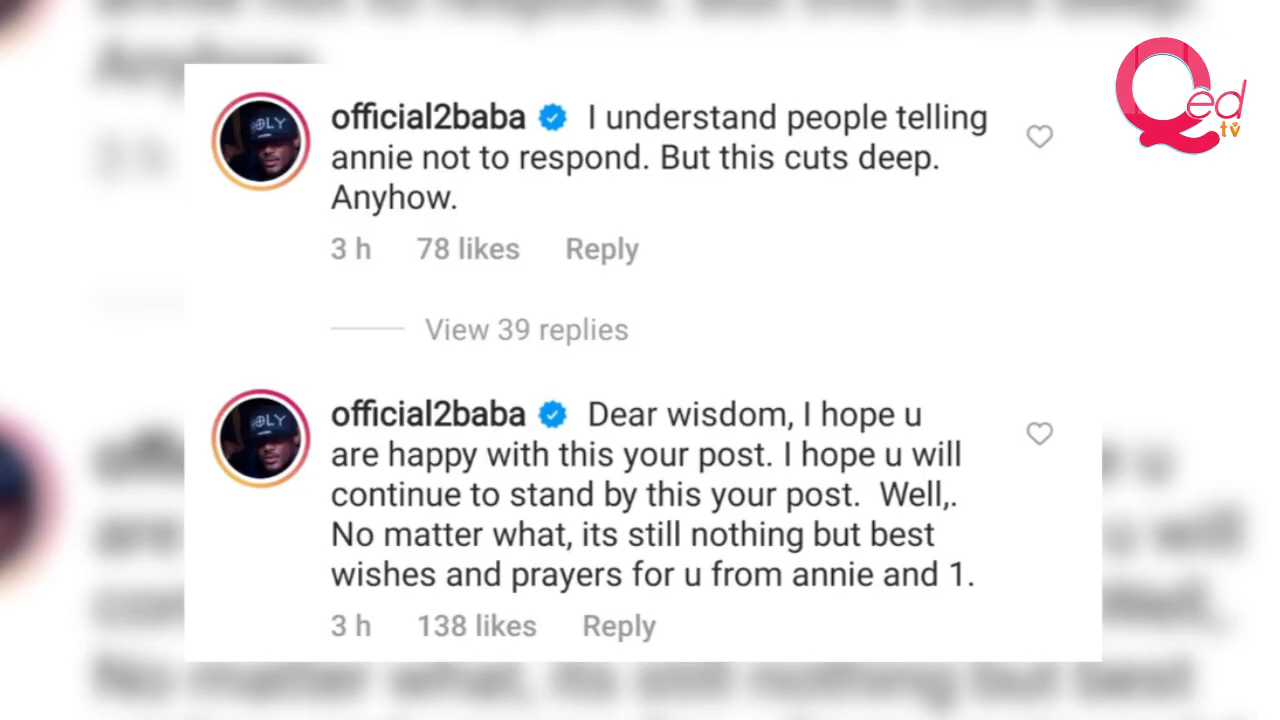 official2baba I understand people telling
annie not to respond. But this cuts deep.
Anyhow.
3 h 78 likes Reply
View 39 replies
official2baba Dear wisdom, I hope u
are happy with this your post. I hope u will
continue to stand by this your post.  Well,.
No matter what, its still nothing but best
wishes and prayers for u from annie and 1.
3 h 138 likes Reply
Qed
tv